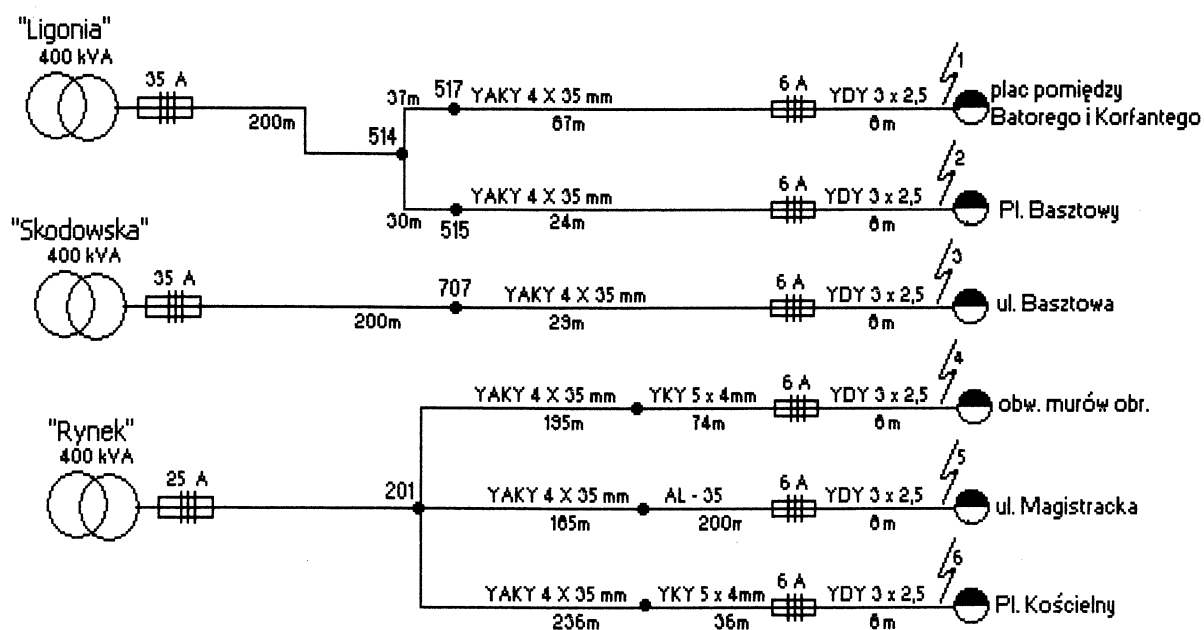 "Ligonia"
400 kVA
35 A
200m
514
37m
517
YAKY 4 X 35 mm
67m
6 A
YDY 3 x 2,5
6m
1
plac pomiędzy
Batorego i Korfantego
30m
515
YAKY 4 X 35 mm
24m
6 A
YDY 3 x 2,5
6m
2
Pl. Basztowy
"Skodowska"
400 kVA
35 A
200m
707
YAKY 4 X 35 mm
29m
6 A
YDY 3 x 2,5
6m
3
ul. Basztowa
"Rynek"
400 kVA
25 A
201
YAKY 4 X 35 mm
195m
YKY 5 x 4mm
74m
6 A
YDY 3 x 2,5
6m
4
obw. murów obr.
YAKY 4 X 35 mm
165m
AL - 35
200m
6 A
YDY 3 x 2,5
6m
5
ul. Magistracka
YAKY 4 X 35 mm
236m
YKY 5 x 4mm
36m
6 A
YDY 3 x 2,5
6m
6
Pl. Kościelny